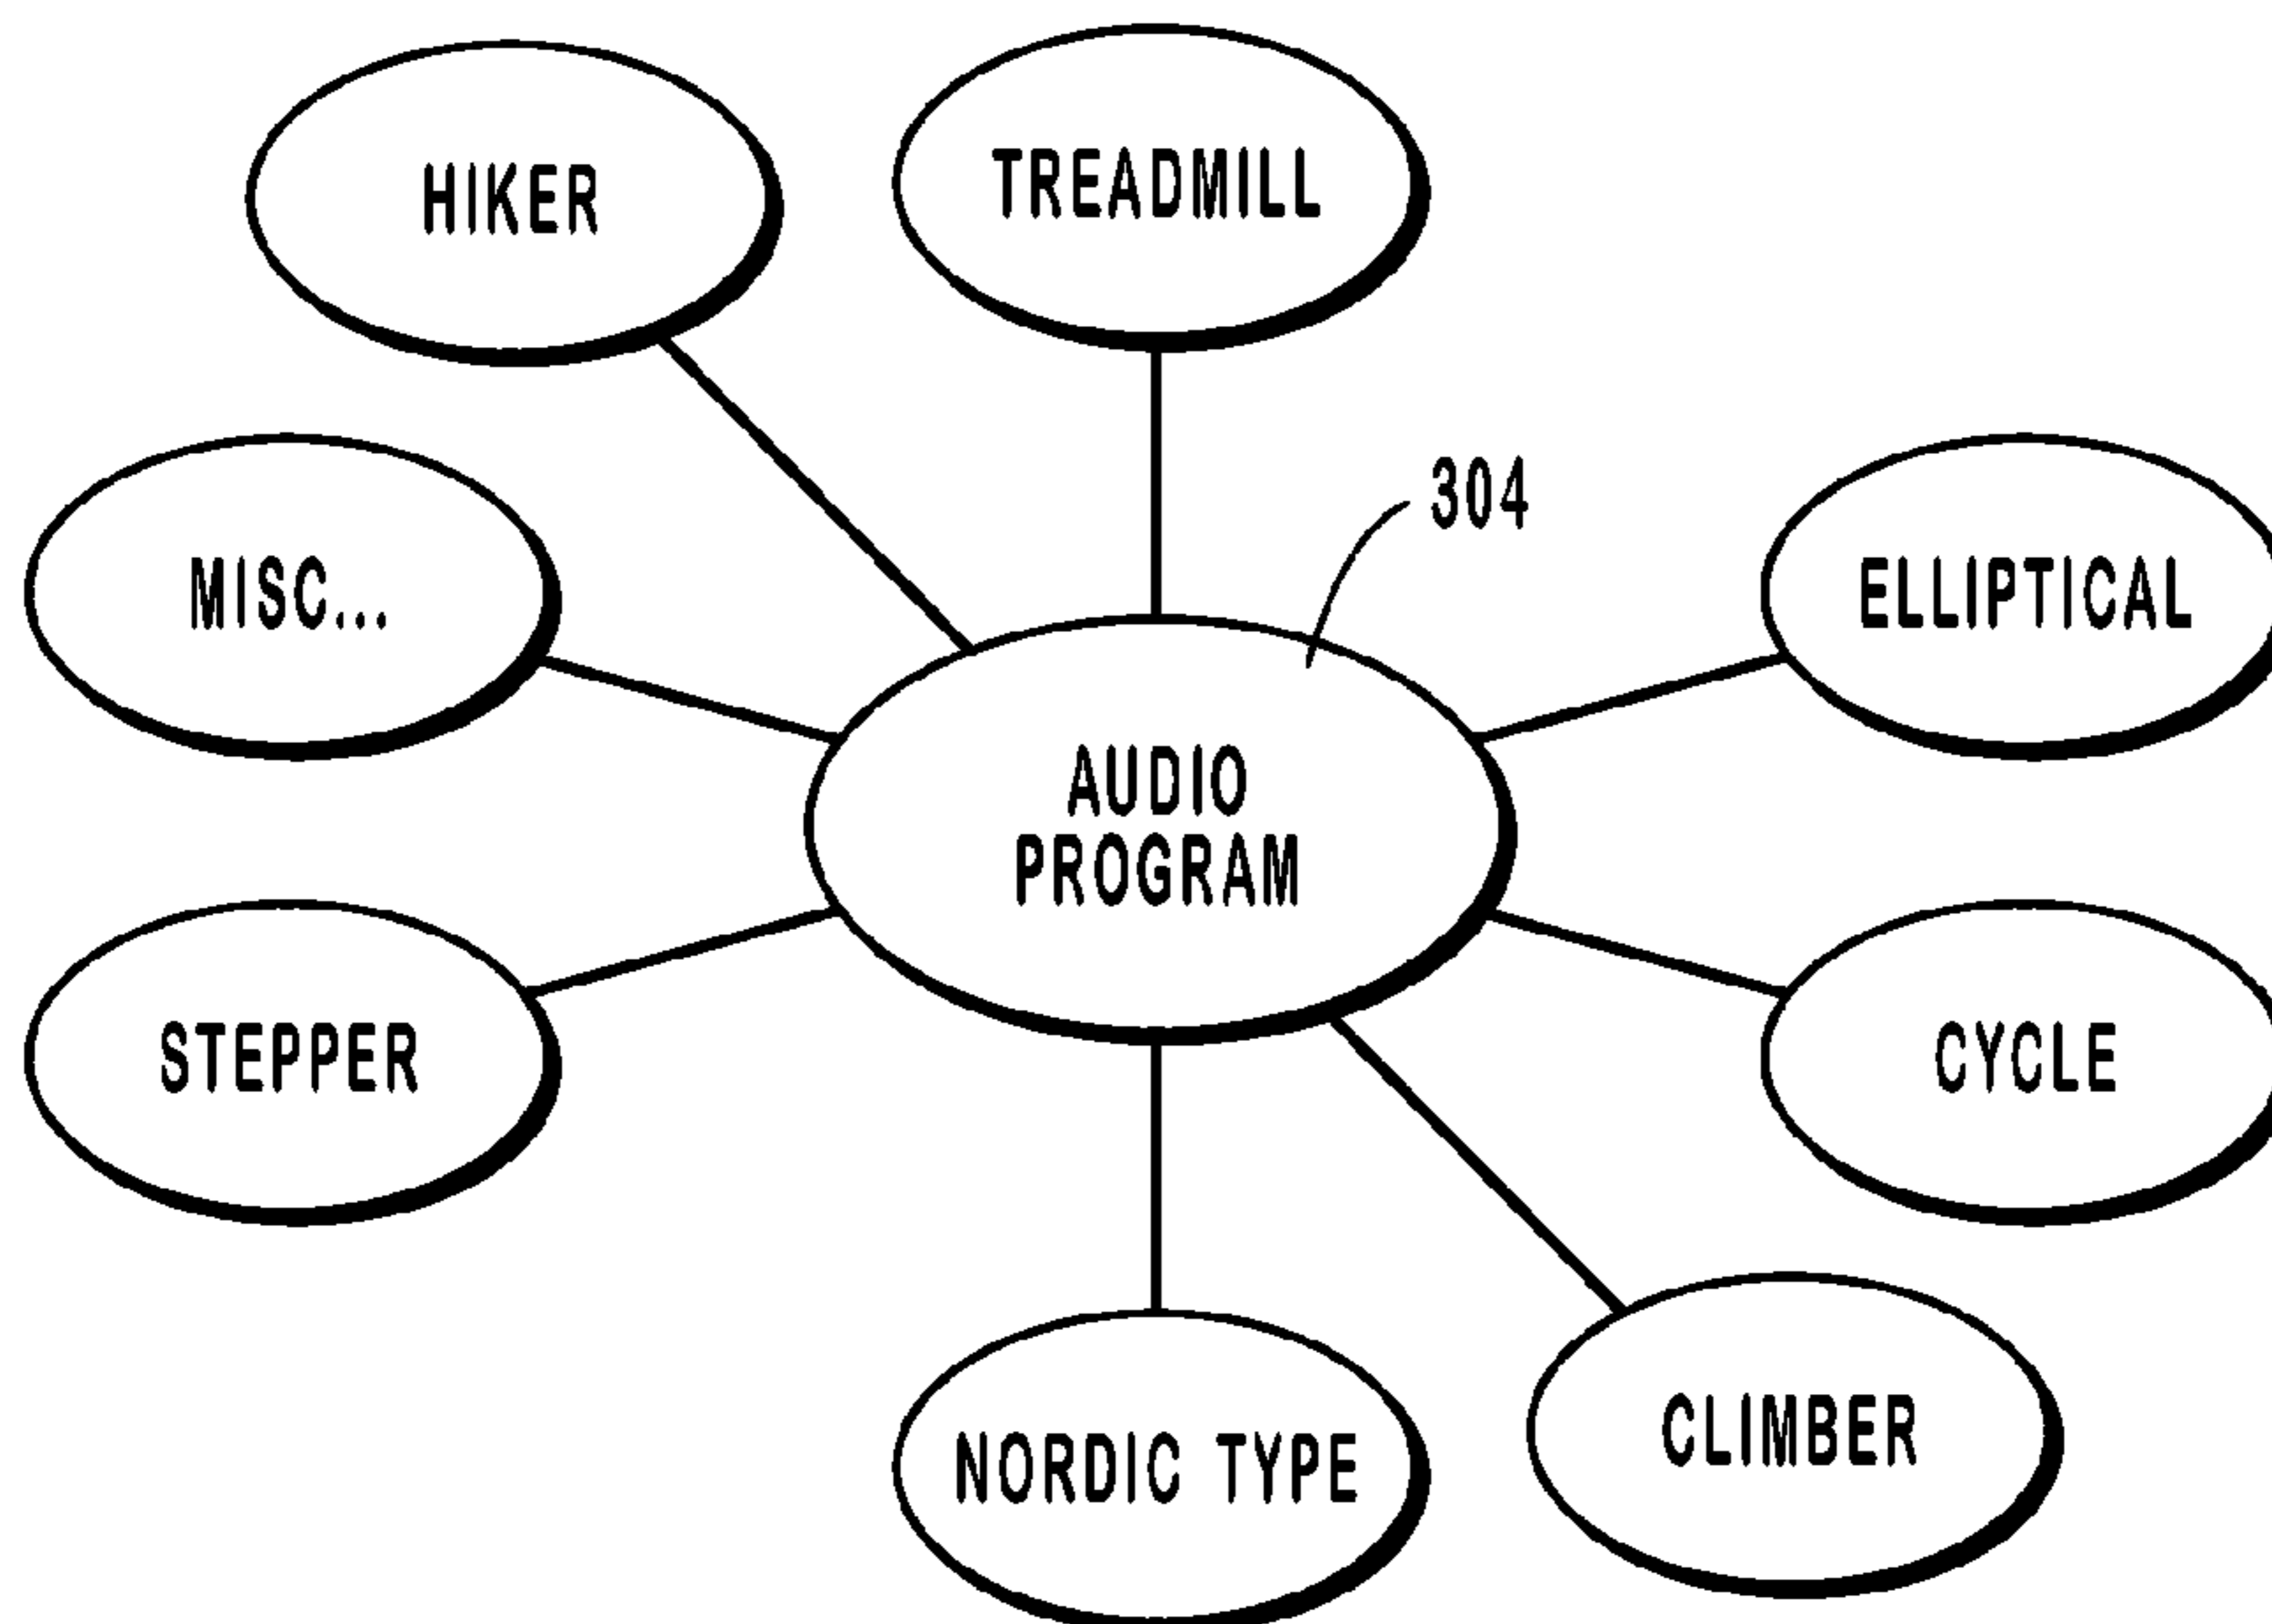 HIKER
TREADMILL
304
MISC...
ELLIPTICAL
AUDIO
PROGRAM
STEPPER
CYCLE
CLIMBER
NORDIC TYPE